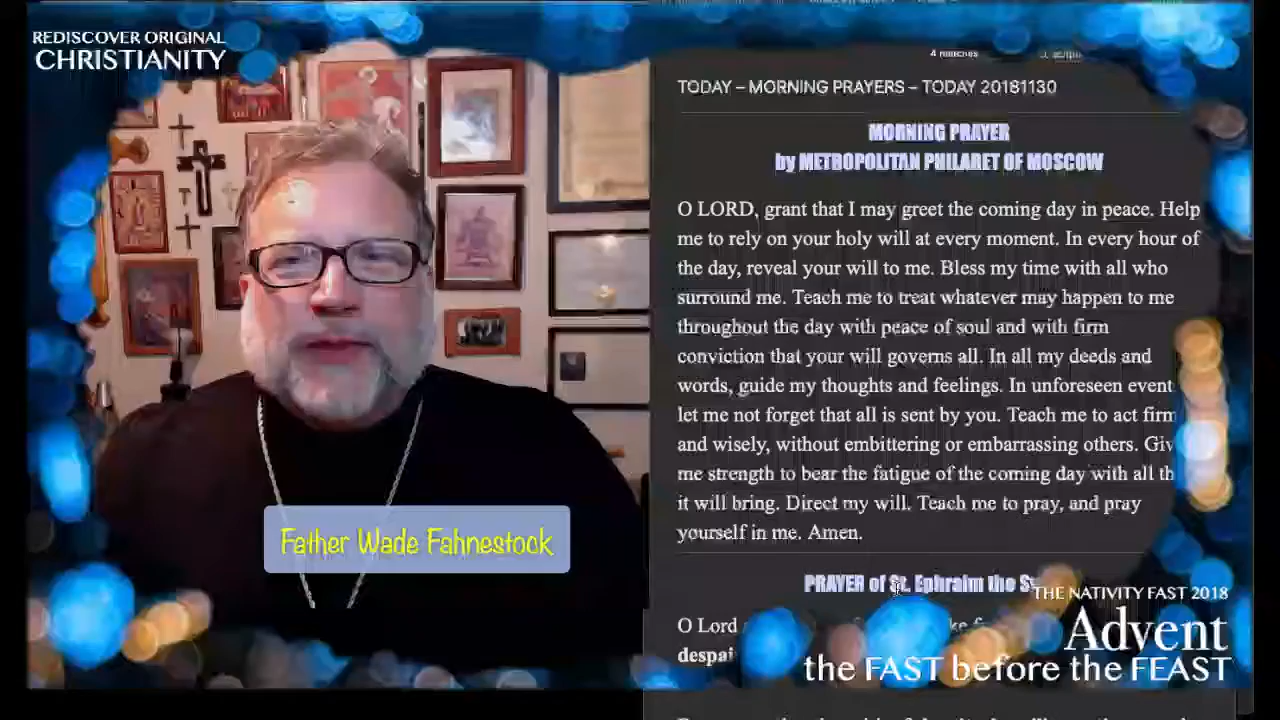 REDISCOVER ORIGINAL
CHRISTIANITY
4 matches
TODAY – MORNING PRAYERS – TODAY 20181130
MORNING PRAYER
by METROPOLITAN PHILARET OF MOSCOW
O LORD, grant that I may greet the coming day in peace. Help
me to rely on your holy will at every moment. In every hour of
the day, reveal your will to me. Bless my time with all who
surround me. Teach me to treat whatever may happen to me
throughout the day with peace of soul and with firm
conviction that your will governs all. In all my deeds and
words, guide my thoughts and feelings. In unforeseen event
let me not forget that all is sent by you. Teach me to act firm
and wisely, without embittering or embarrassing others. Giv
me strength to bear the fatigue of the coming day with all th
it will bring. Direct my will. Teach me to pray, and pray
yourself in me. Amen.
PRAYER of St. Ephraim the S
O Lord
despai
Father Wade Fahnestock
THE NATIVITY FAST 2018
Advent
the FAST before the FEAST